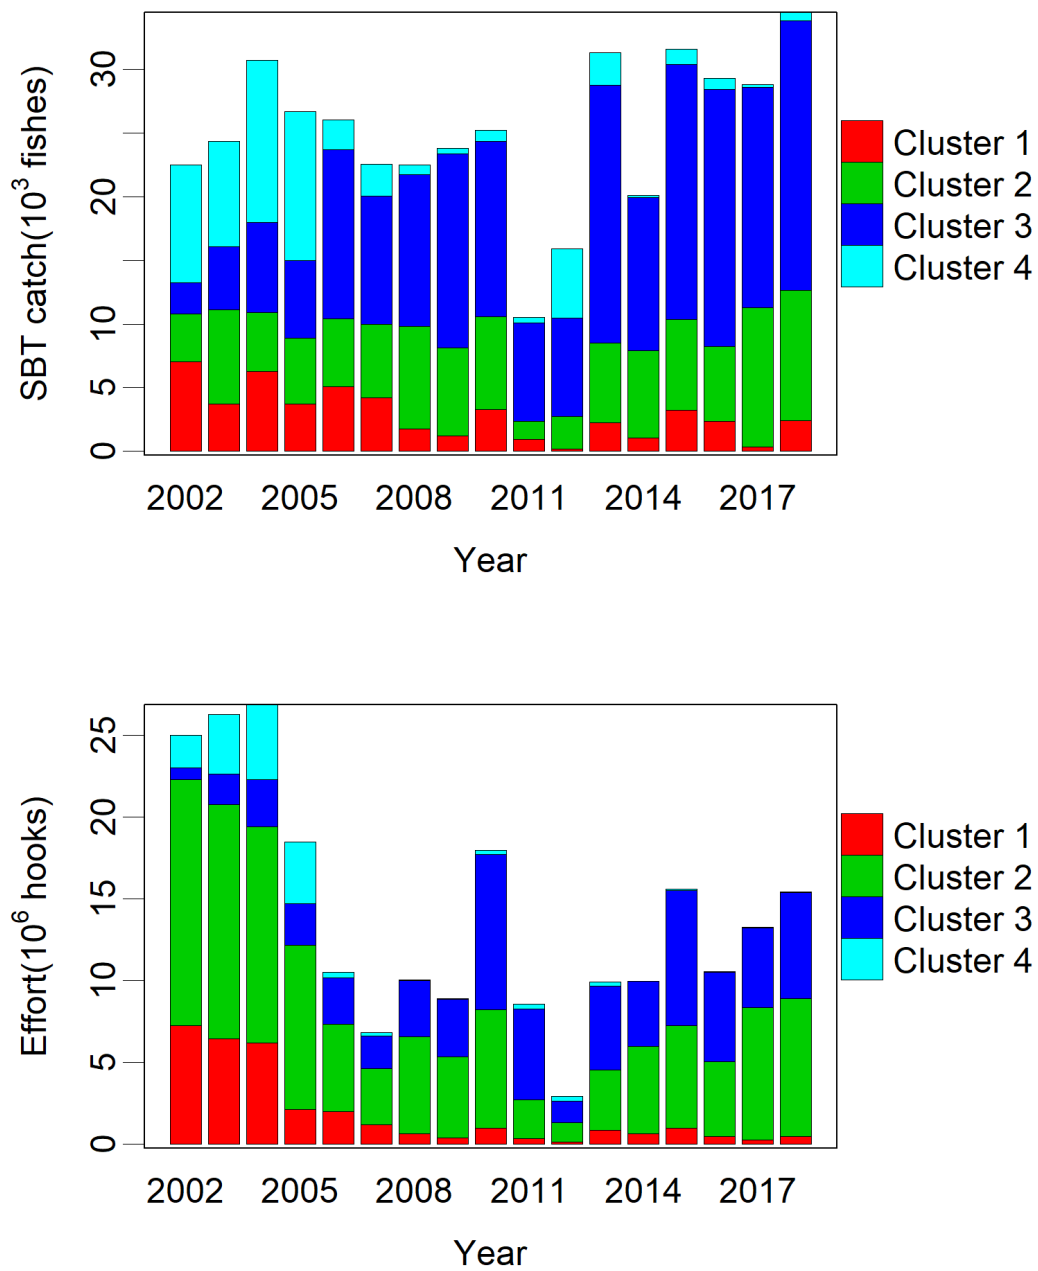 SBT catch(10³ fishes)
30
20
10
5
0
Cluster 1
Cluster 2
Cluster 3
Cluster 4
2002 2005 2008 2011 2014 2017
Year
Effort(10⁶ hooks)
25
20
15
10
5
0
Cluster 1
Cluster 2
Cluster 3
Cluster 4
2002 2005 2008 2011 2014 2017
Year